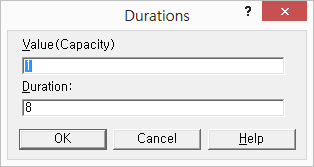 Durations
Value(Capacity)
1
Duration:
8
OK
Cancel
Help